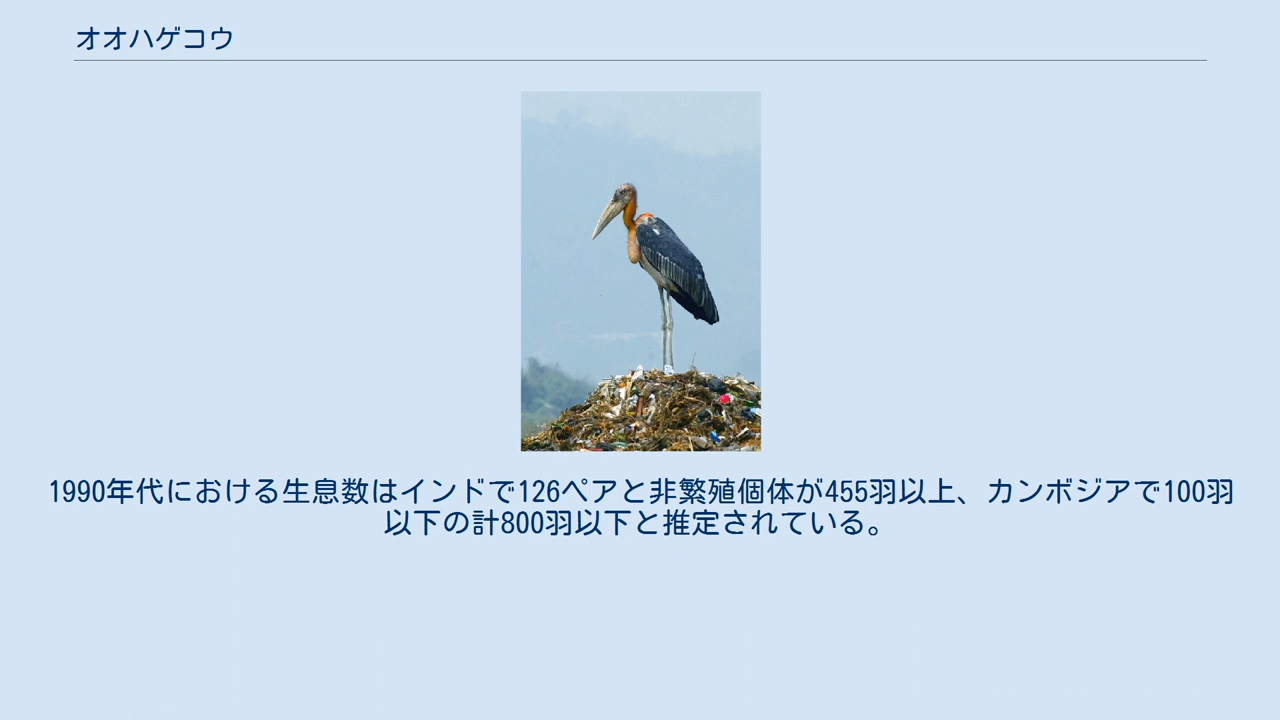 オオハゲコウ
1990年代における生息数はインドで126ペアと非繁殖個体が455羽以上、カンボジアで100羽
以下の計800羽以下と推定されている。